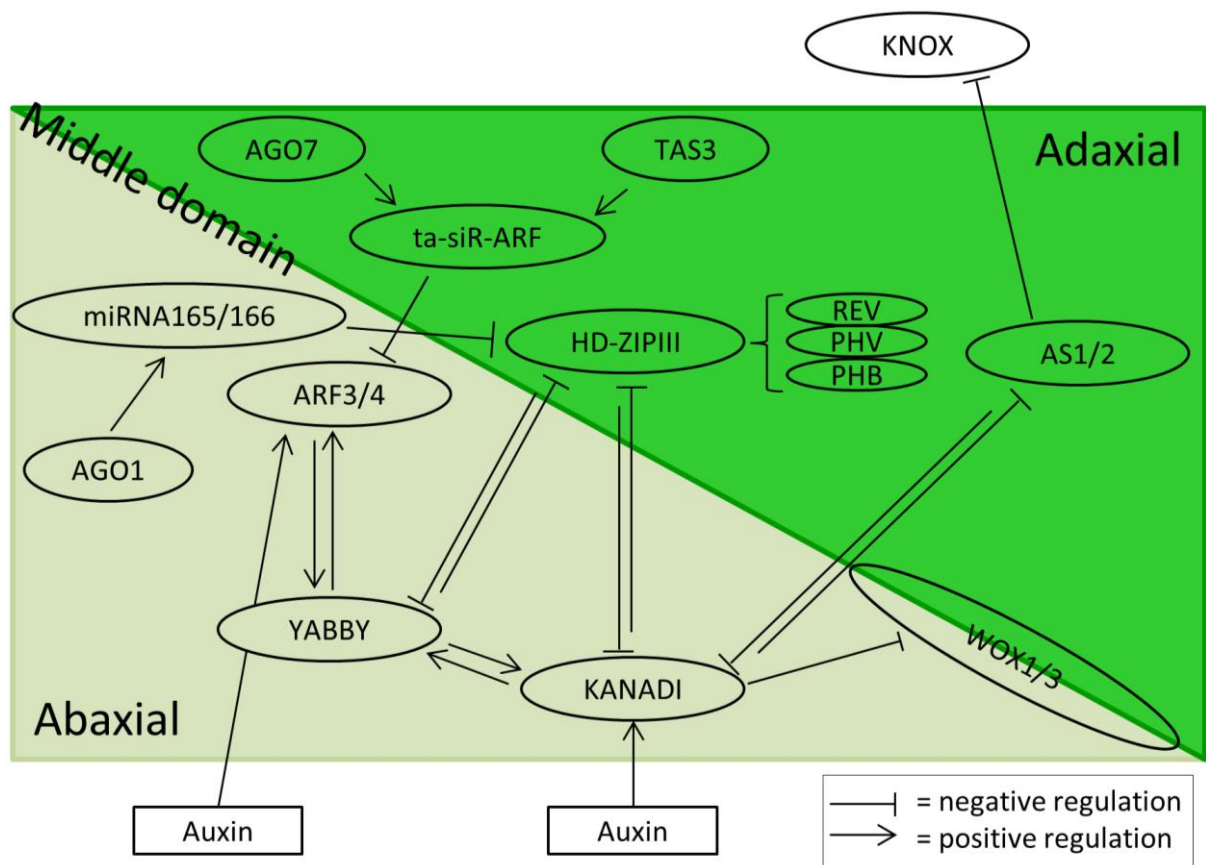 KNOX
Middle domain
AGO7
TAS3
Adaxial
ta-siR-ARF
miRNA165/166
HD-ZIPIII
REV
PHV
PHB
AS1/2
ARF3/4
AGO1
YABBY
KANADI
WOX1/3
Abaxial
Auxin
Auxin
= negative regulation
= positive regulation